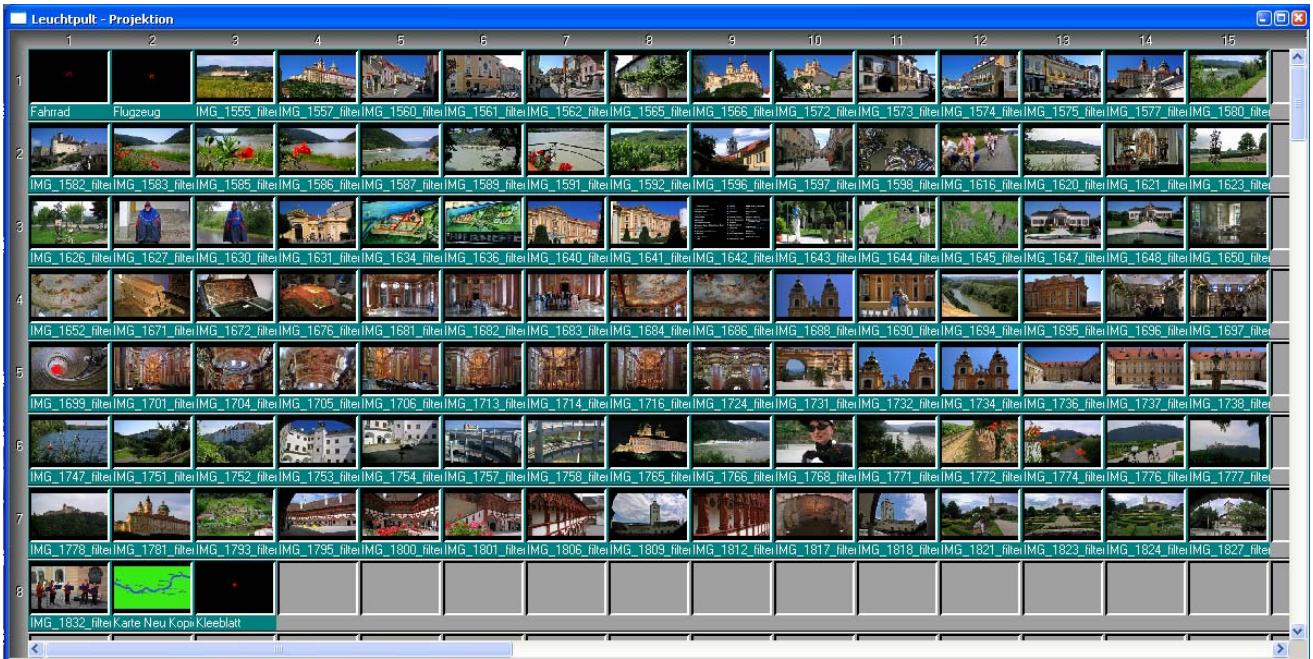 Leuchtpult - Projektion
1 2 3 4 5 6 7 8 9 10 11 12 13 14 15
1
Fahrrad Flugzeug IMG_1555_filter IMG_1557_filter IMG_1560_filter IMG_1561_filter IMG_1562_filter IMG_1565_filter IMG_1566_filter IMG_1572_filter IMG_1573_filter IMG_1574_filter IMG_1575_filter IMG_1577_filter IMG_1580_filter
2
IMG_1582_filter IMG_1583_filter IMG_1585_filter IMG_1586_filter IMG_1587_filter IMG_1589_filter IMG_1591_filter IMG_1592_filter IMG_1596_filter IMG_1597_filter IMG_1598_filter IMG_1616_filter IMG_1620_filter IMG_1621_filter IMG_1623_filter
3
IMG_1626_filter IMG_1627_filter IMG_1630_filter IMG_1631_filter IMG_1634_filter IMG_1636_filter IMG_1640_filter IMG_1641_filter IMG_1642_filter IMG_1643_filter IMG_1644_filter IMG_1645_filter IMG_1647_filter IMG_1648_filter IMG_1650_filter
4
IMG_1652_filter IMG_1671_filter IMG_1672_filter IMG_1676_filter IMG_1681_filter IMG_1682_filter IMG_1683_filter IMG_1684_filter IMG_1686_filter IMG_1688_filter IMG_1690_filter IMG_1694_filter IMG_1695_filter IMG_1696_filter IMG_1697_filter
5
IMG_1699_filter IMG_1701_filter IMG_1704_filter IMG_1705_filter IMG_1706_filter IMG_1713_filter IMG_1714_filter IMG_1716_filter IMG_1724_filter IMG_1731_filter IMG_1732_filter IMG_1734_filter IMG_1736_filter IMG_1737_filter IMG_1738_filter
6
IMG_1747_filter IMG_1751_filter IMG_1752_filter IMG_1753_filter IMG_1754_filter IMG_1757_filter IMG_1758_filter IMG_1765_filter IMG_1766_filter IMG_1768_filter IMG_1771_filter IMG_1772_filter IMG_1774_filter IMG_1776_filter IMG_1777_filter
7
IMG_1778_filter IMG_1781_filter IMG_1793_filter IMG_1795_filter IMG_1800_filter IMG_1801_filter IMG_1806_filter IMG_1809_filter IMG_1812_filter IMG_1817_filter IMG_1818_filter IMG_1821_filter IMG_1823_filter IMG_1824_filter IMG_1827_filter
8
IMG_1832_filter Karte Neu Kopi Kleeblatt